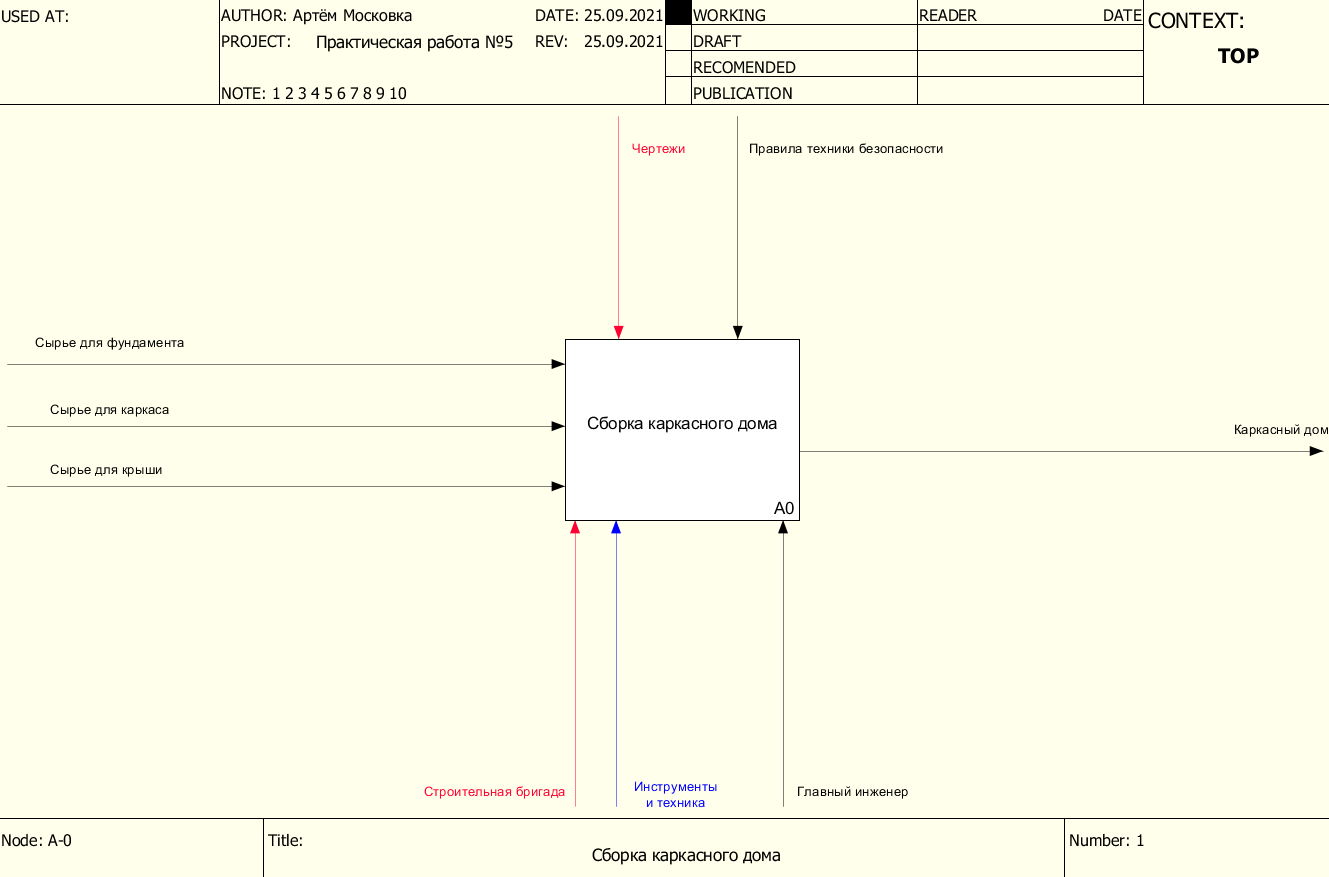 USED AT:
AUTHOR: Артём Московка
DATE: 25.09.2021
WORKING
READER
DATE
CONTEXT:
PROJECT: Практическая работа №5
REV: 25.09.2021
DRAFT
TOP
RECOMENDED
NOTE: 1 2 3 4 5 6 7 8 9 10
PUBLICATION
Чертежи
Правила техники безопасности
Сырье для фундамента
Сырье для каркаса
Сборка каркасного дома
Каркасный дом
Сырье для крыши
A0
Строительная бригада
Инструменты
и техника
Главный инженер
Node: A-0
Title:
Сборка каркасного дома
Number: 1